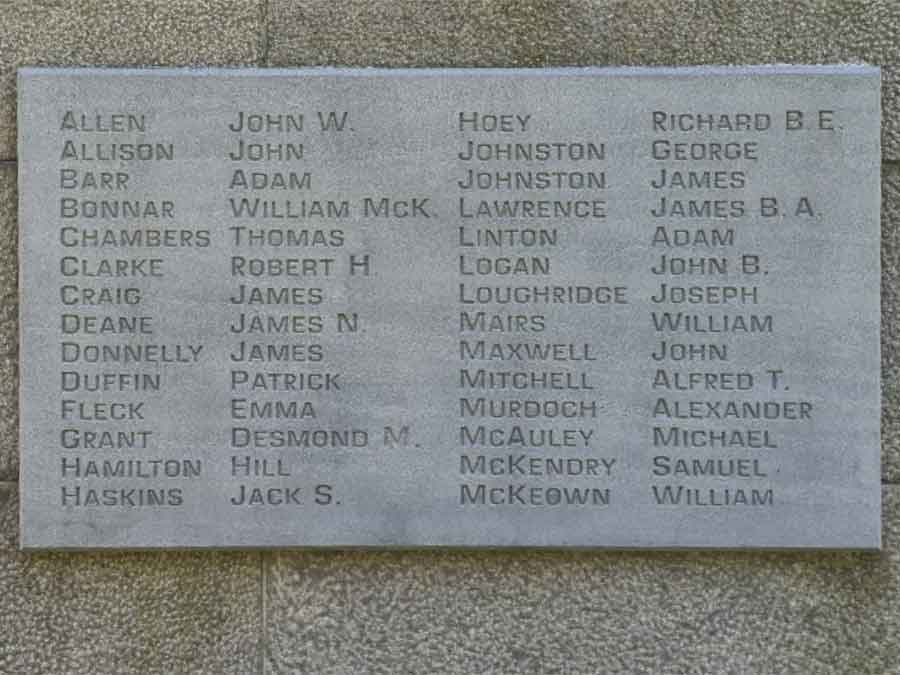 ALLEN JOHN W. HOEY RICHARD B. E.
ALLISON JOHN JOHNSTON GEORGE
BARR ADAM JOHNSTON JAMES
BONNAR WILLIAM MCK. LAWRENCE JAMES B. A.
CHAMBERS THOMAS LINTON ADAM
CLARKE ROBERT H. LOGAN JOHN B.
CRAIG JAMES LOUGHRIDGE JOSEPH
DEANE JAMES N. MAIRS WILLIAM
DONNELLY JAMES MAXWELL JOHN
DUFFIN PATRICK MITCHELL ALFRED T.
FLECK EMMA MURDOCH ALEXANDER
GRANT DESMOND M. MCAULEY MICHAEL
HAMILTON HILL MCKENDRY SAMUEL
HASKINS JACK S. MCKEOWN WILLIAM